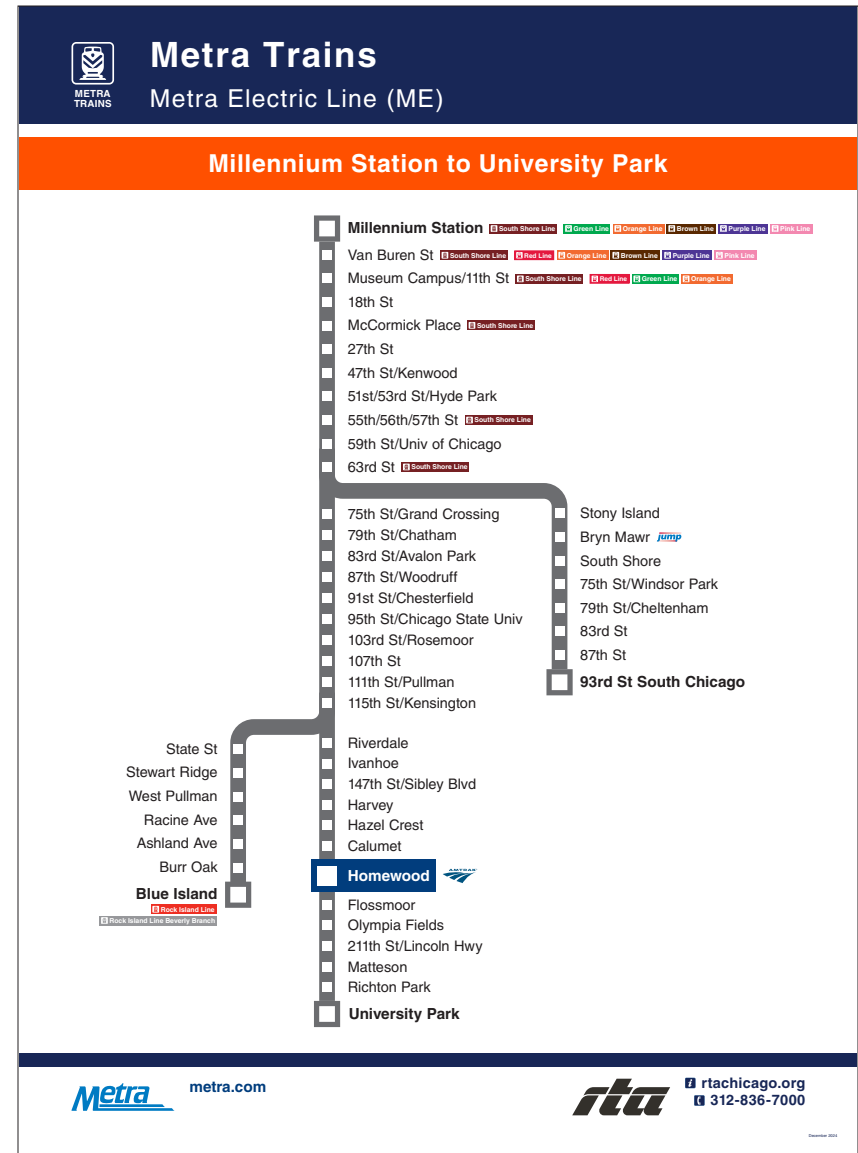 Metra Trains
METRA
TRAINS
Metra Electric Line (ME)
Millennium Station to University Park
Millennium Station South Shore Line Green Line Orange Line Brown Line Purple Line Pink Line
Van Buren St South Shore Line Red Line Orange Line Brown Line Purple Line Pink Line
Museum Campus/11th St South Shore Line Red Line Green Line Orange Line
18th St
McCormick Place South Shore Line
27th St
47th St/Kenwood
51st/53rd St/Hyde Park
55th/56th/57th St South Shore Line
59th St/Univ of Chicago
63rd St South Shore Line
75th St/Grand Crossing
79th St/Chatham
83rd St/Avalon Park
87th St/Woodruff
91st St/Chesterfield
95th St/Chicago State Univ
103rd St/Rosemoor
107th St
111th St/Pullman
115th St/Kensington
Stony Island
Bryn Mawr jump
South Shore
75th St/Windsor Park
79th St/Cheltenham
83rd St
87th St
93rd St South Chicago
State St
Stewart Ridge
West Pullman
Racine Ave
Ashland Ave
Burr Oak
Blue Island
Rock Island Line
Rock Island Line Beverly Branch
Riverdale
Ivanhoe
147th St/Sibley Blvd
Harvey
Hazel Crest
Calumet
Homewood AMTRAK
Flossmoor
Olympia Fields
211th St/Lincoln Hwy
Matteson
Richton Park
University Park
Metra
metra.com
rta
rtachicago.org
312-836-7000
December 2024